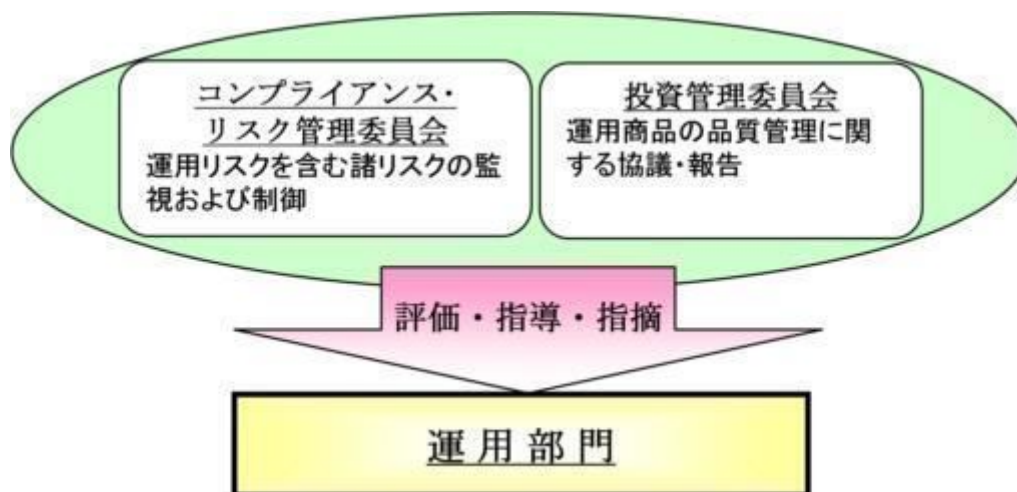 コンプライアンス・
リスク管理委員会
運用リスクを含む諸リスクの監
視および制御
投資管理委員会
運用商品の品質管理に関
する協議・報告
評価・指導・指摘
運用部門